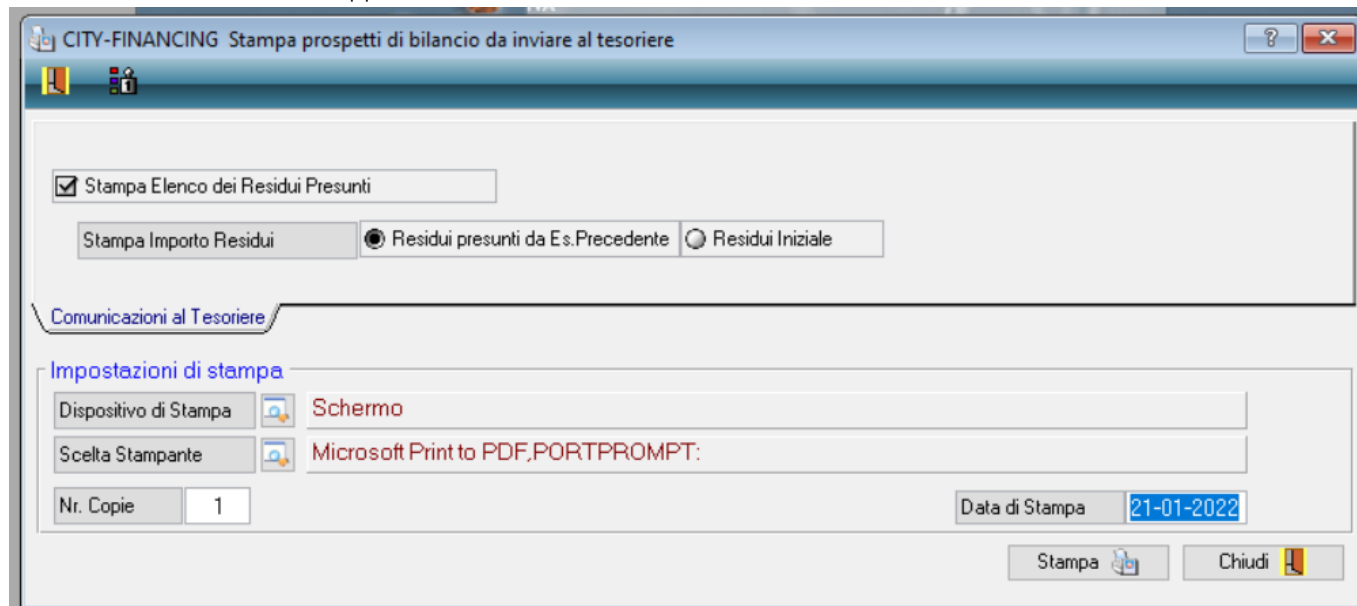 CITY-FINANCING Stampa prospetti di bilancio da inviare al tesoriere
Stampa Elenco dei Residui Presunti
Stampa Importo Residui Residui presunti da Es.Precedente Residui Iniziale
Comunicazioni al Tesoriere
Impostazioni di stampa
Dispositivo di Stampa Schermo
Scelta Stampante Microsoft Print to PDF,PORTPROMPT:
Nr. Copie 1 Data di Stampa 21-01-2022
Stampa Chiudi